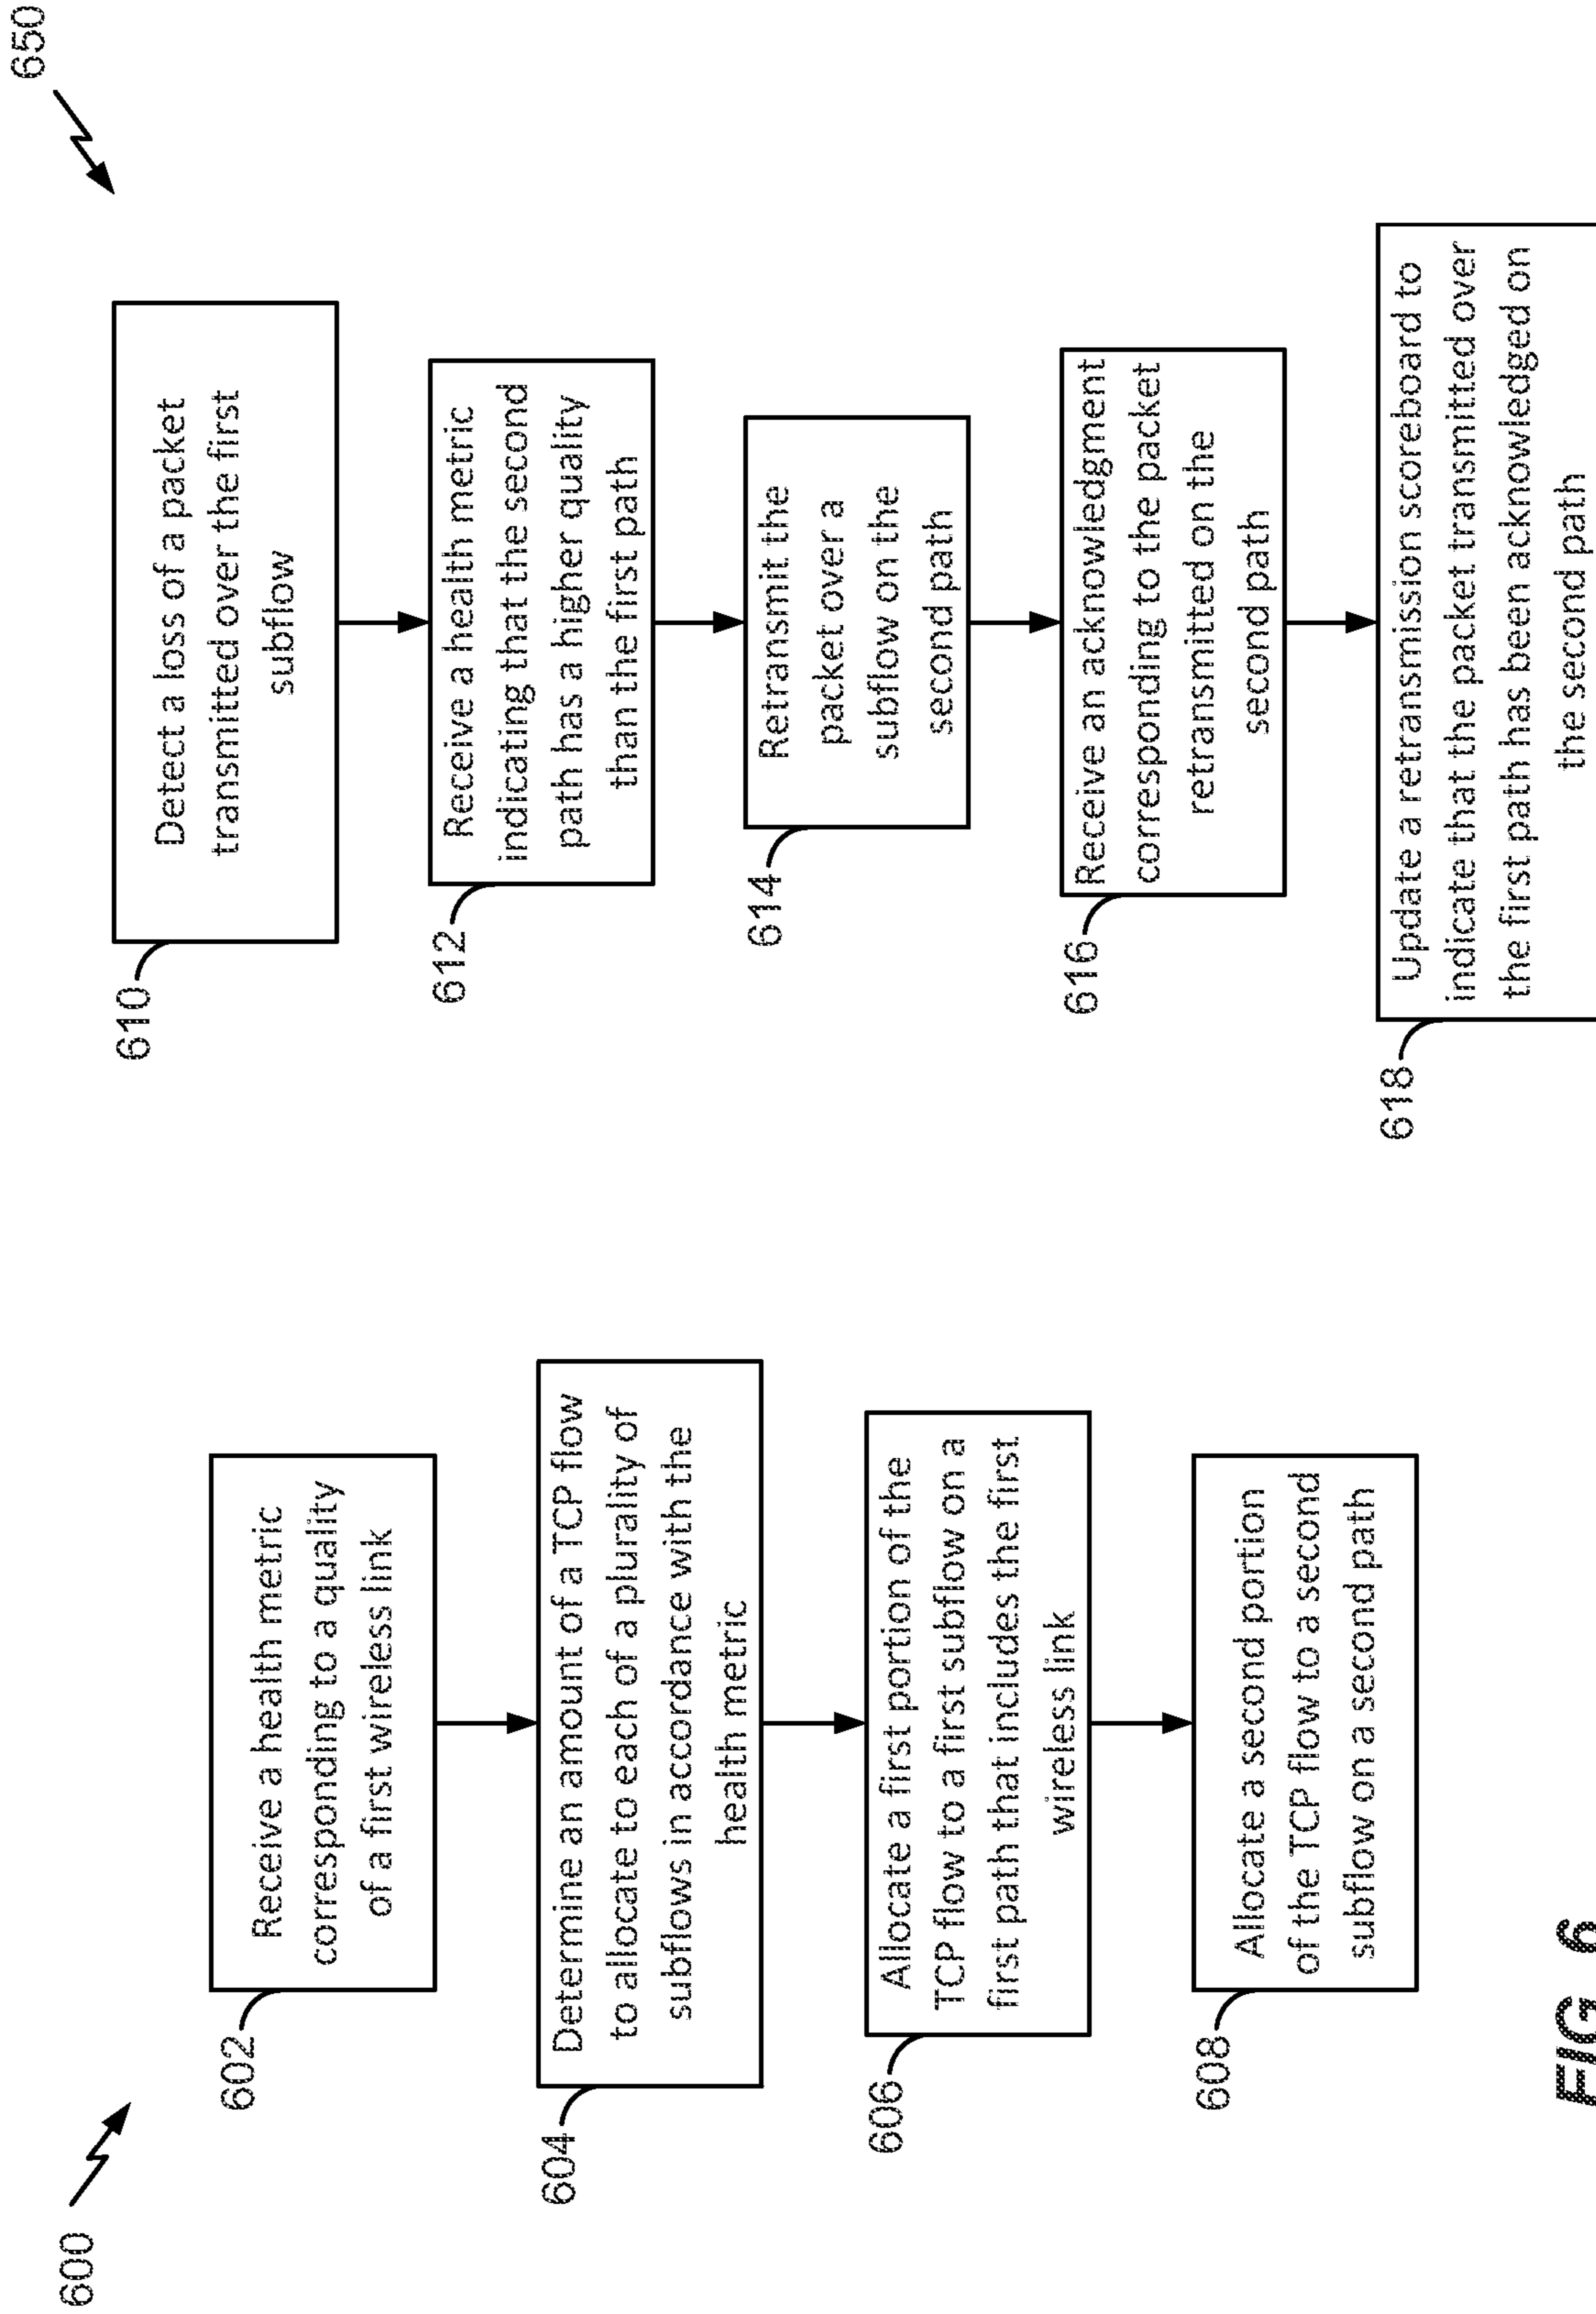 600
602
Receive a health metric
corresponding to a quality
of a first wireless link
604
Determine an amount of a TCP flow
to allocate to each of a plurality of
subflows in accordance with the
health metric
606
Allocate a first portion of the
TCP flow to a first subflow on a
first path that includes the first
wireless link
608
Allocate a second portion
of the TCP flow to a second
subflow on a second path
650
610
Detect a loss of a packet
transmitted over the first
subflow
612
Receive a health metric
indicating that the second
path has a higher quality
than the first path
614
Retransmit the
packet over a
subflow on the
second path
616
Receive an acknowledgment
corresponding to the packet
retransmitted on the
second path
618
Update a retransmission scoreboard to
indicate that the packet transmitted over
the first path has been acknowledged on
the second path
FIG. 6